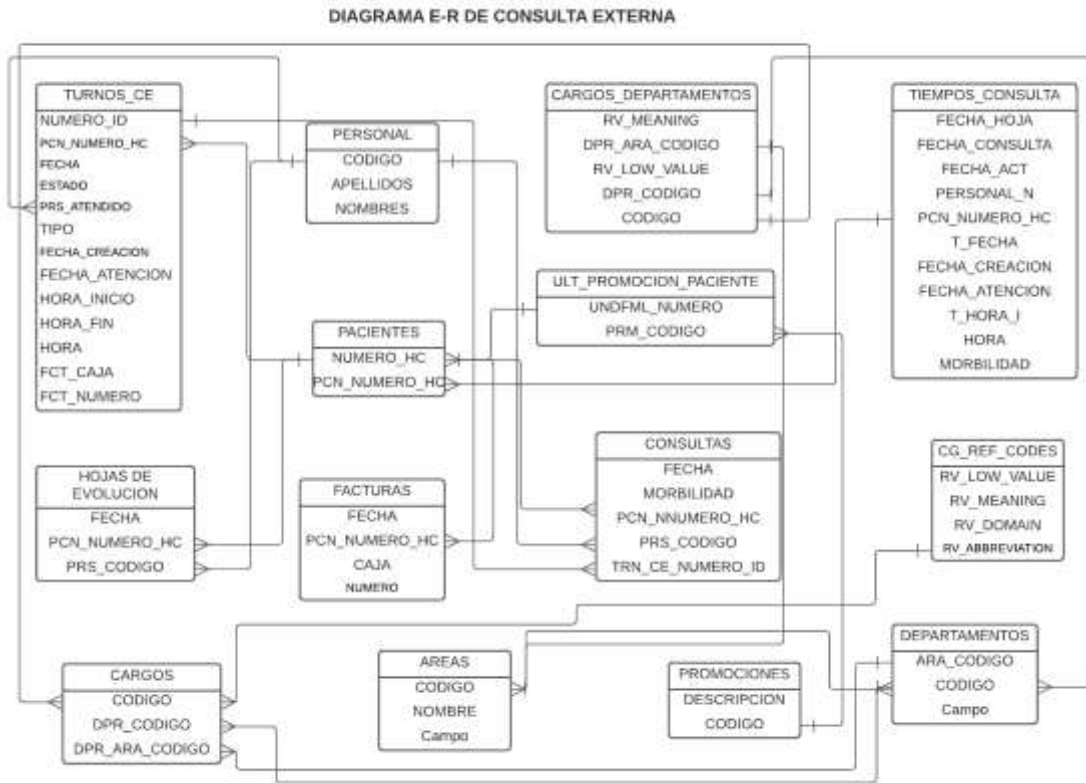 DIAGRAMA E-R DE CONSULTA EXTERNA
TURNOS_CE
NUMERO_ID
PCN_NUMERO_HC
FECHA
ESTADO
PRS_ATENDIDO
TIPO
FECHA_CREACION
FECHA_ATENCION
HORA_INICIO
HORA_FIN
HORA
FCT_CAJA
FCT_NUMERO
PERSONAL
CODIGO
APELLIDOS
NOMBRES
CARGOS_DEPARTAMENTOS
RV_MEANING
DPR_ARA_CODIGO
RV_LOW_VALUE
DPR_CODIGO
CODIGO
TIEMPOS_CONSULTA
FECHA_HOJA
FECHA_CONSULTA
FECHA_ACT
PERSONAL_N
PCN_NUMERO_HC
T_FECHA
FECHA_CREACION
FECHA_ATENCION
T_HORA_I
HORA
MORBILIDAD
ULT_PROMOCION_PACIENTE
UNDFML_NUMERO
PRM_CODIGO
PACIENTES
NUMERO_HC
PCN_NUMERO_HC
CONSULTAS
FECHA
MORBILIDAD
PCN_NNUMERO_HC
PRS_CODIGO
TRN_CE_NUMERO_ID
CG_REF_CODES
RV_LOW_VALUE
RV_MEANING
RV_DOMAIN
RV_ABBREVIATION
HOJAS DE
EVOLUCION
FECHA
PCN_NUMERO_HC
PRS_CODIGO
FACTURAS
FECHA
PCN_NUMERO_HC
CAJA
NUMERO
CARGOS
CODIGO
DPR_CODIGO
DPR_ARA_CODIGO
AREAS
CODIGO
NOMBRE
Campo
PROMOCIONES
DESCRIPCION
CODIGO
DEPARTAMENTOS
ARA_CODIGO
CODIGO
Campo